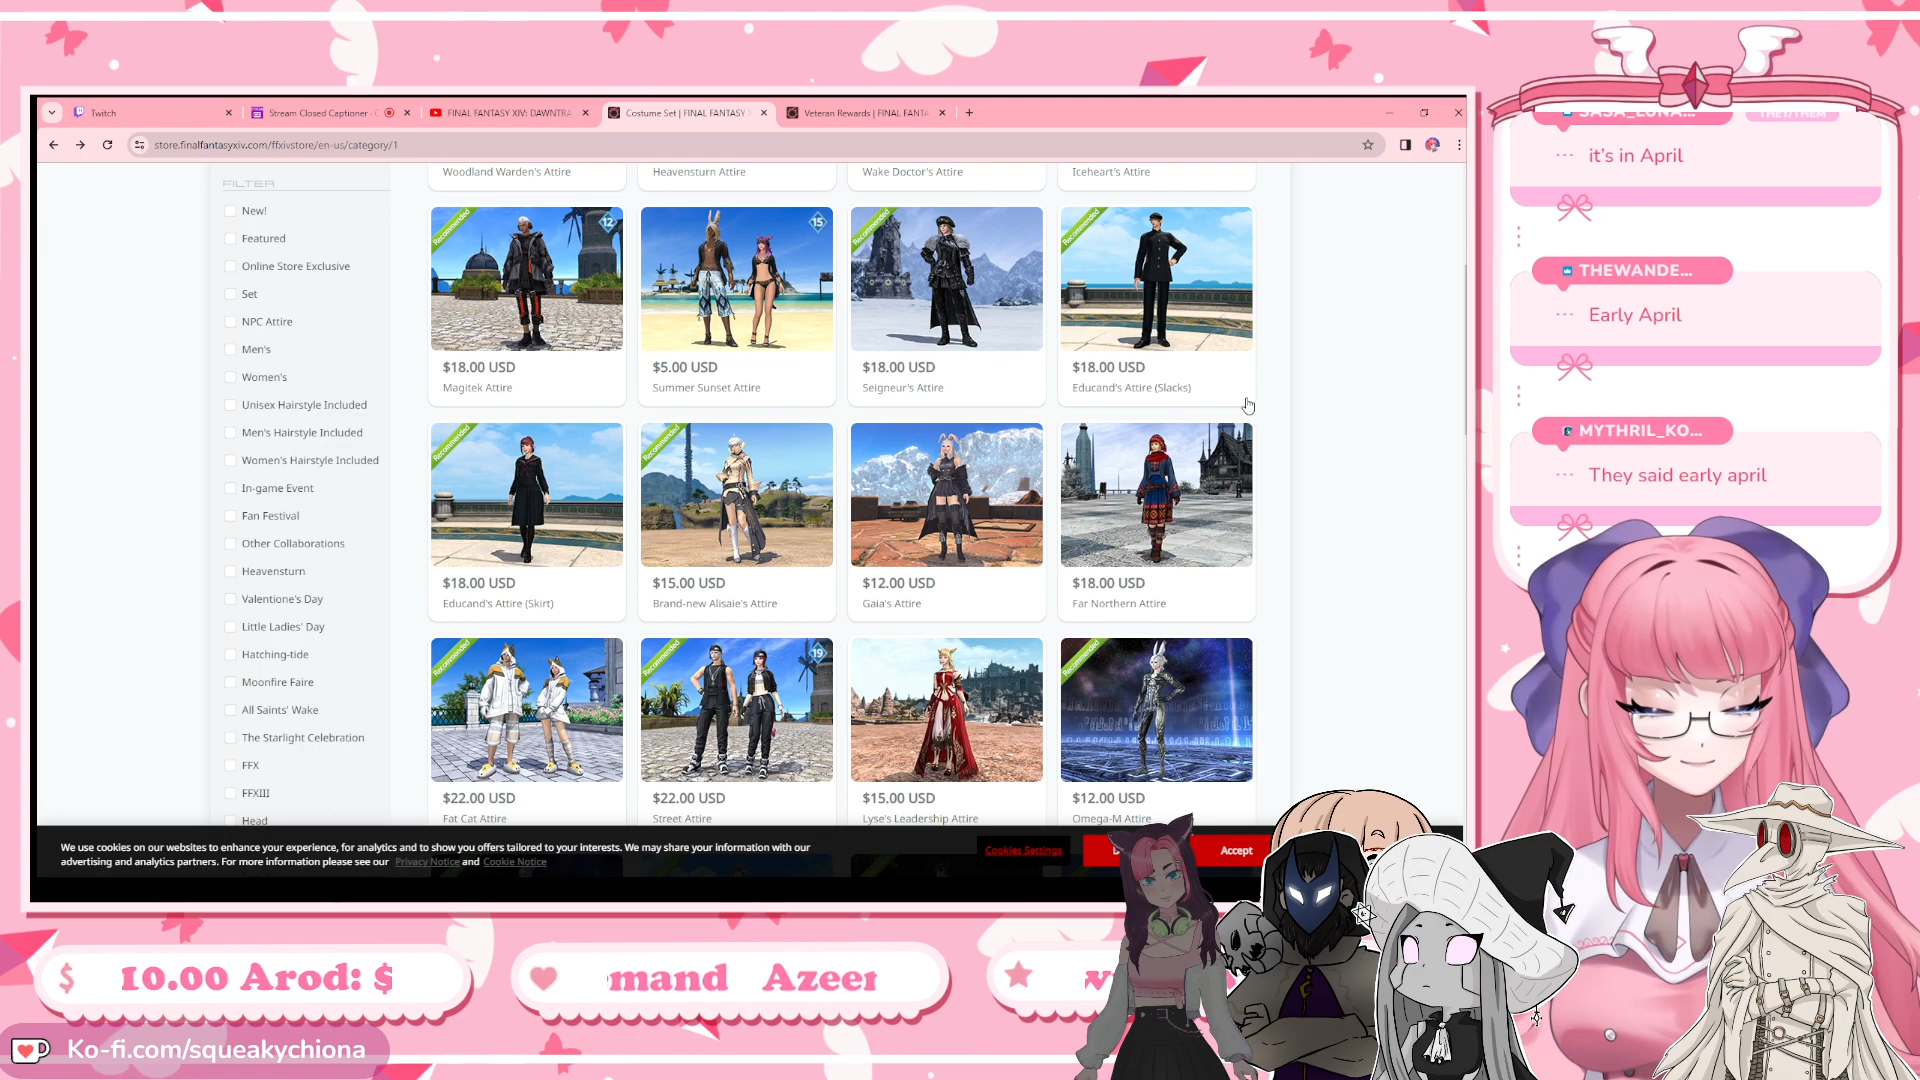 Twitch
Stream Closed Captioner - C
FINAL FANTASY XIV: DAWNTRA
Costume Set | FINAL FANTASY X
Veteran Rewards | FINAL FANTA
store.finalfantasyxiv.com/ffxivstore/en-us/category/1
FILTER
New!
Featured
Online Store Exclusive
Set
NPC Attire
Men's
Women's
Unisex Hairstyle Included
Men's Hairstyle Included
Women's Hairstyle Included
In-game Event
Fan Festival
Other Collaborations
Heavensturn
Valentione's Day
Little Ladies' Day
Hatching-tide
Moonfire Faire
All Saints' Wake
The Starlight Celebration
FFX
FFXIII
Head
Woodland Warden's Attire
Heavensturn Attire
Wake Doctor's Attire
Iceheart's Attire
Recommended
12
$18.00 USD
Magitek Attire
15
$5.00 USD
Summer Sunset Attire
Recommended
$18.00 USD
Seigneur's Attire
Recommended
$18.00 USD
Educand's Attire (Slacks)
Recommended
$18.00 USD
Educand's Attire (Skirt)
Recommended
$15.00 USD
Brand-new Alisaie's Attire
$12.00 USD
Gaia's Attire
$18.00 USD
Far Northern Attire
Recommended
$22.00 USD
Fat Cat Attire
Recommended
19
$22.00 USD
Street Attire
$15.00 USD
Lyse's Leadership Attire
Recommended
$12.00 USD
Omega-M Attire
We use cookies on our websites to enhance your experience, for analytics and to show you offers tailored to your interests. We may share your information with our
advertising and analytics partners. For more information please see our Privacy Notice and Cookie Notice
Cookies Settings
Accept
SASA_LUNA...
THEY/THEM
it's in April
THEWANDE...
Early April
MYTHRIL_KO...
They said early april
$ 10.00 Arod: $
mand Azeer
Ko-fi.com/squeakychiona